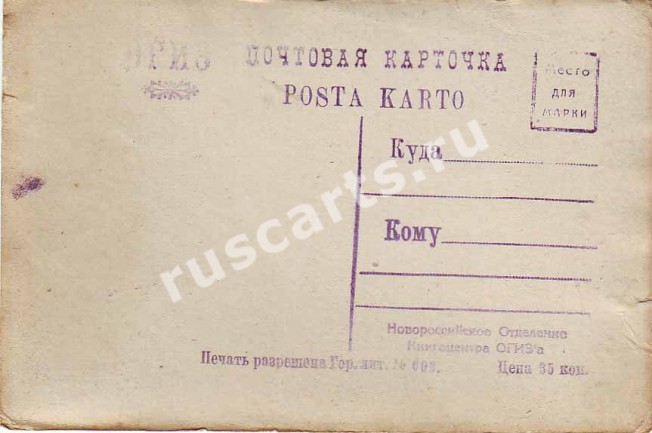 ПОЧТОВАЯ КАРТОЧКА
POSTA KARTO
Место
для
марки
Куда
Кому
Новороссийское Отделение
Книгоцентра ОГИЗ'а
Печать разрешена Гор. лит. №
Цена 35 коп.
ruscarts.ru